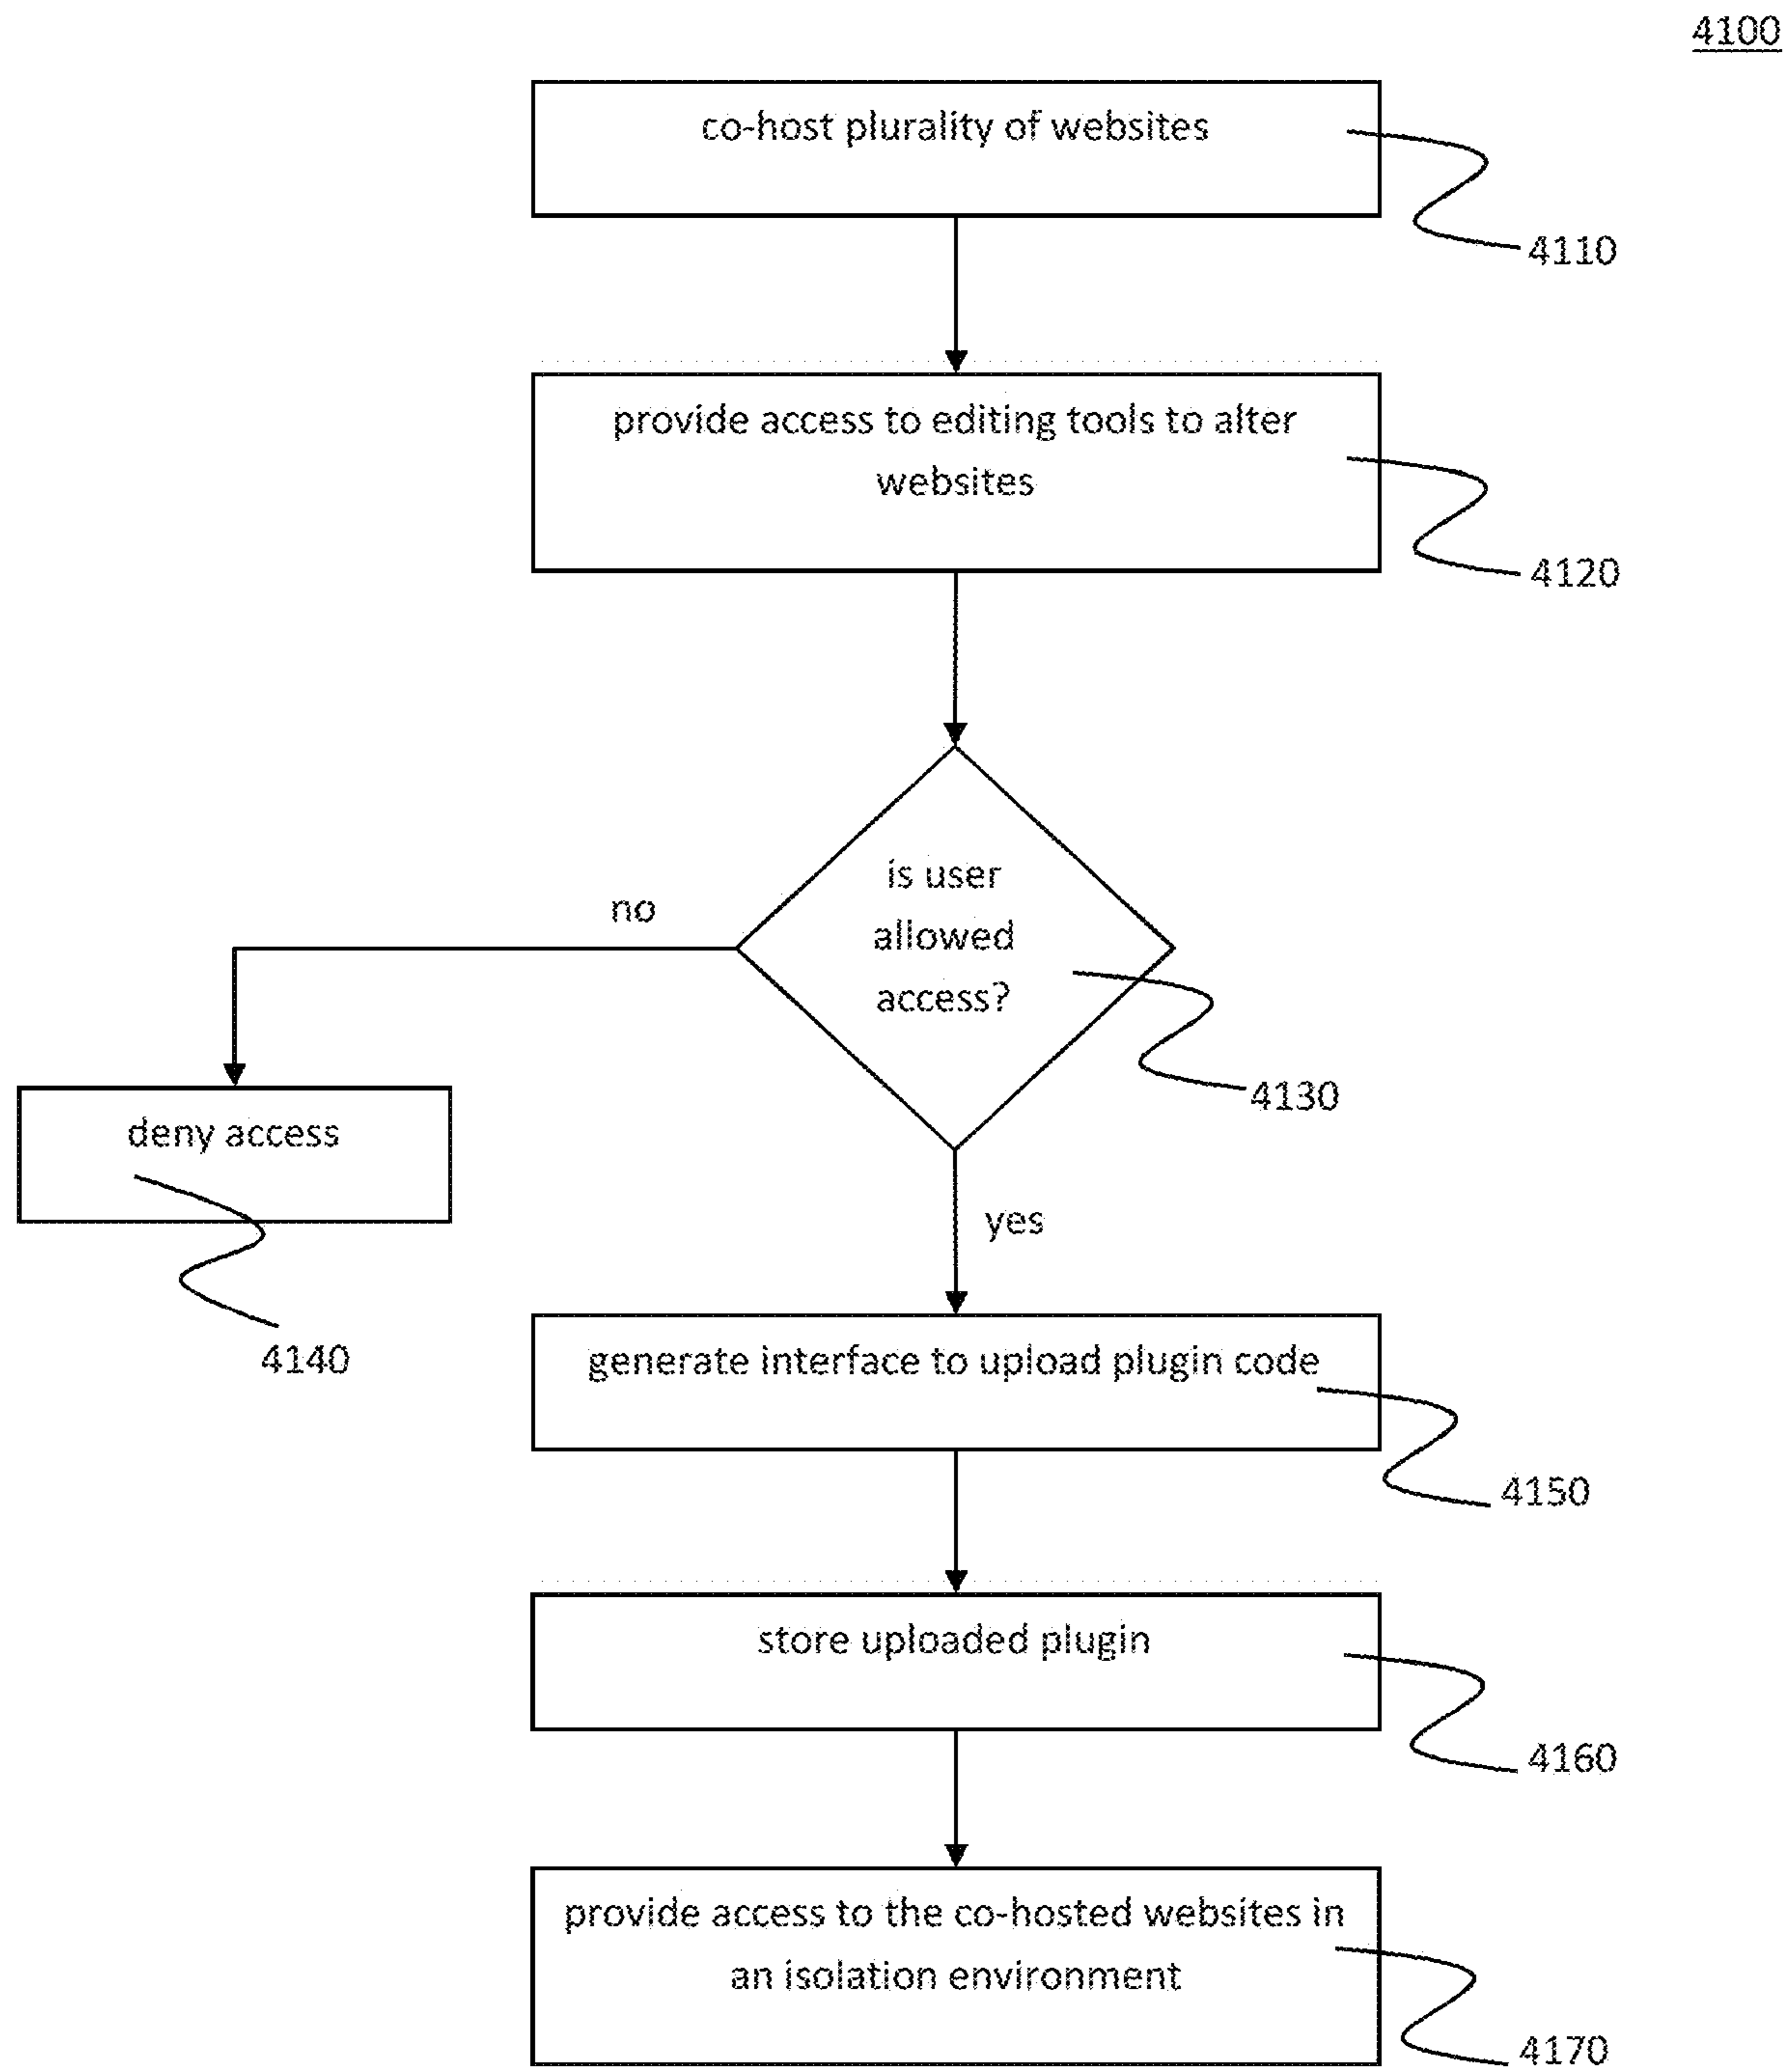 4100
co-host plurality of websites
4110
provide access to editing tools to alter
websites
4120
is user
allowed
access?
no
4130
deny access
yes
4140
generate interface to upload plugin code
4150
store uploaded plugin
4160
provide access to the co-hosted websites in
an isolation environment
4170